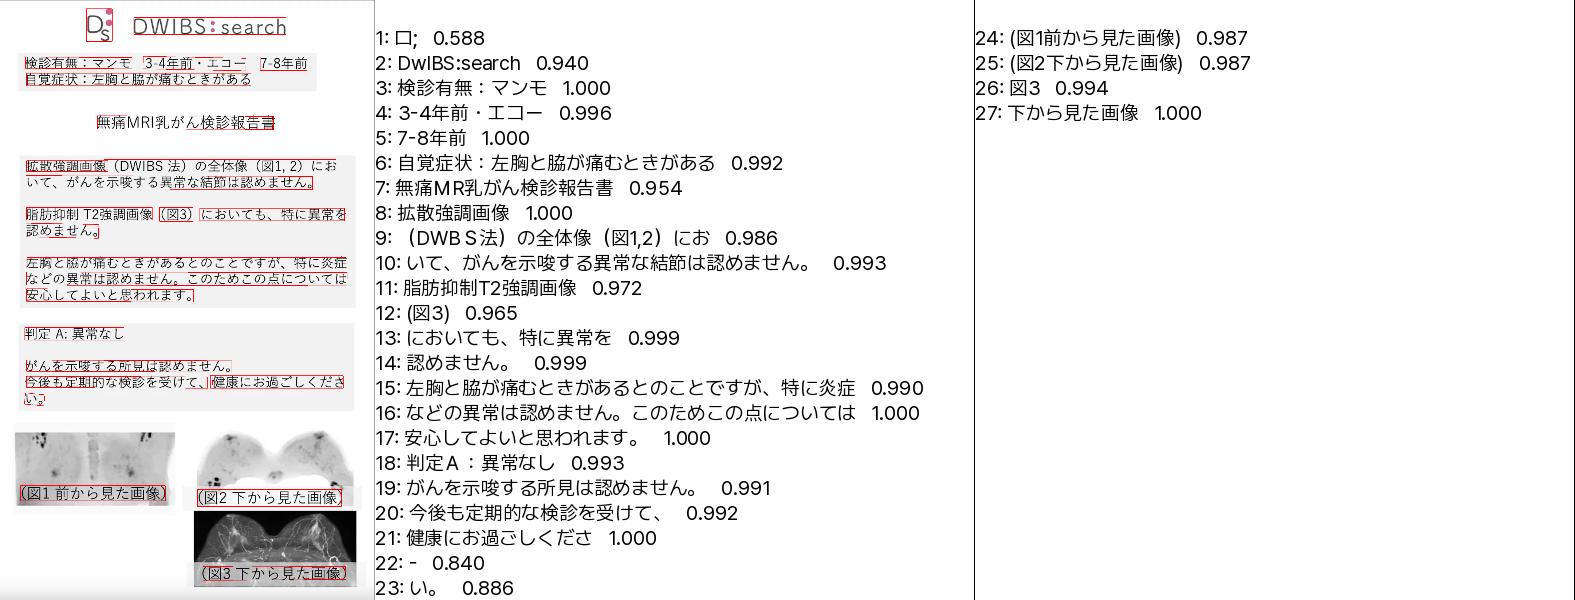 Ds DWIBS:search
検診有無：マンモ 3-4年前・エコー 7-8年前
自覚症状：左胸と脇が痛むときがある
無痛MRI乳がん検診報告書
拡散強調画像（DWIBS 法）の全体像（図1, 2）にお
いて、がんを示唆する異常な結節は認めません。
脂肪抑制 T2強調画像（図3）においても、特に異常を
認めません。
左胸と脇が痛むときがあるとのことですが、特に炎症
などの異常は認めません。このためこの点については
安心してよいと思われます。
判定 A: 異常なし
がんを示唆する所見は認めません。
今後も定期的な検診を受けて、健康にお過ごしくださ
い。
(図1 前から見た画像)
(図2 下から見た画像)
(図3 下から見た画像)
1: 口; 0.588
2: DwIBS:search 0.940
3: 検診有無：マンモ 1.000
4: 3-4年前・エコー 0.996
5: 7-8年前 1.000
6: 自覚症状：左胸と脇が痛むときがある 0.992
7: 無痛MR乳がん検診報告書 0.954
8: 拡散強調画像 1.000
9: （DWB S法）の全体像（図1,2）にお 0.986
10: いて、がんを示唆する異常な結節は認めません。 0.993
11: 脂肪抑制T2強調画像 0.972
12: (図3) 0.965
13: においても、特に異常を 0.999
14: 認めません。 0.999
15: 左胸と脇が痛むときがあるとのことですが、特に炎症 0.990
16: などの異常は認めません。このためこの点については 1.000
17: 安心してよいと思われます。 1.000
18: 判定A：異常なし 0.993
19: がんを示唆する所見は認めません。 0.991
20: 今後も定期的な検診を受けて、 0.992
21: 健康にお過ごしくださ 1.000
22: - 0.840
23: い。 0.886
24: (図1前から見た画像) 0.987
25: (図2下から見た画像) 0.987
26: 図3 0.994
27: 下から見た画像 1.000